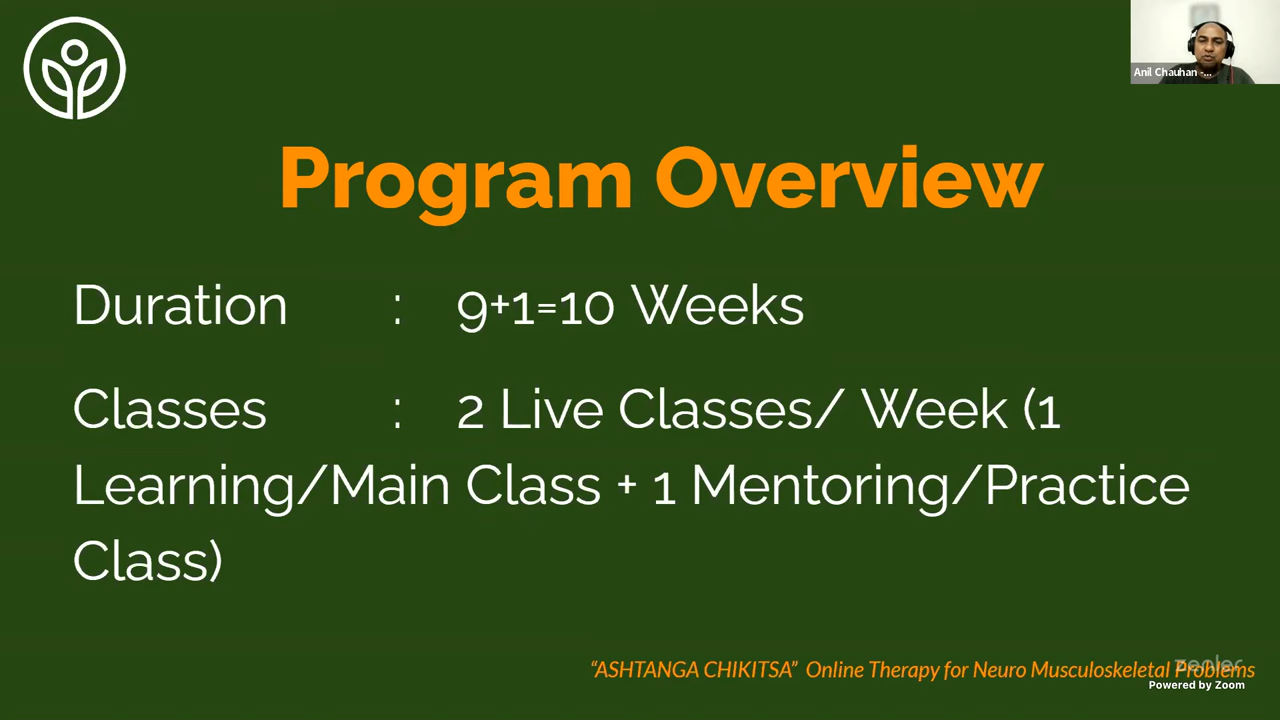 Anil Chauhan -...
Program Overview
Duration : 9+1=10 Weeks
Classes : 2 Live Classes/ Week (1
Learning/Main Class + 1 Mentoring/Practice
Class)
“ASHTANGA CHIKITSA” Online Therapy for Neuro Musculoskeletal Problems
zenler
Powered by Zoom